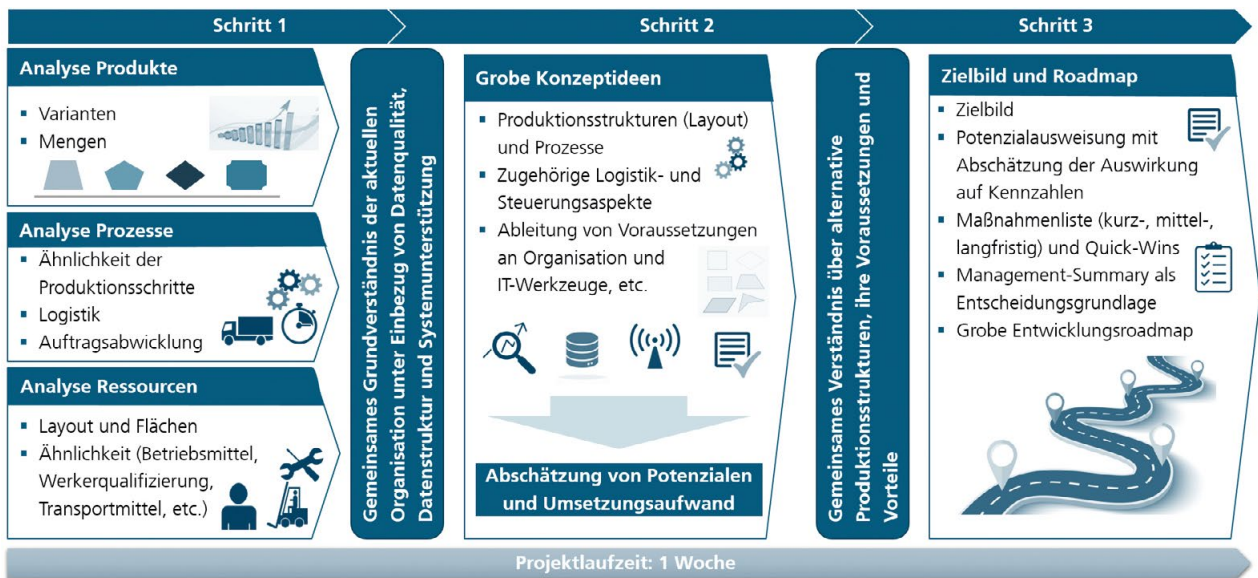 Schritt 1
Schritt 2
Schritt 3
Analyse Produkte
▪ Varianten
▪ Mengen
Analyse Prozesse
▪ Ähnlichkeit der
Produktionsschritte
▪ Logistik
▪ Auftragsabwicklung
Analyse Ressourcen
▪ Layout und Flächen
▪ Ähnlichkeit (Betriebsmittel,
Werkerqualifizierung,
Transportmittel, etc.)
Gemeinsames Grundverständnis der aktuellen
Organisation unter Einbezug von Datenqualität,
Datenstruktur und Systemunterstützung
Grobe Konzeptideen
▪ Produktionsstrukturen (Layout)
und Prozesse
▪ Zugehörige Logistik- und
Steuerungsaspekte
▪ Ableitung von Voraussetzungen
an Organisation und
IT-Werkzeuge, etc.
Abschätzung von Potenzialen
und Umsetzungsaufwand
Gemeinsames Verständnis über alternative
Produktionsstrukturen, ihre Voraussetzungen und
Vorteile
Zielbild und Roadmap
▪ Zielbild
▪ Potenzialausweisung mit
Abschätzung der Auswirkung
auf Kennzahlen
▪ Maßnahmenliste (kurz-, mittel-,
langfristig) und Quick-Wins
▪ Management-Summary als
Entscheidungsgrundlage
▪ Grobe Entwicklungsroadmap
Projektlaufzeit: 1 Woche